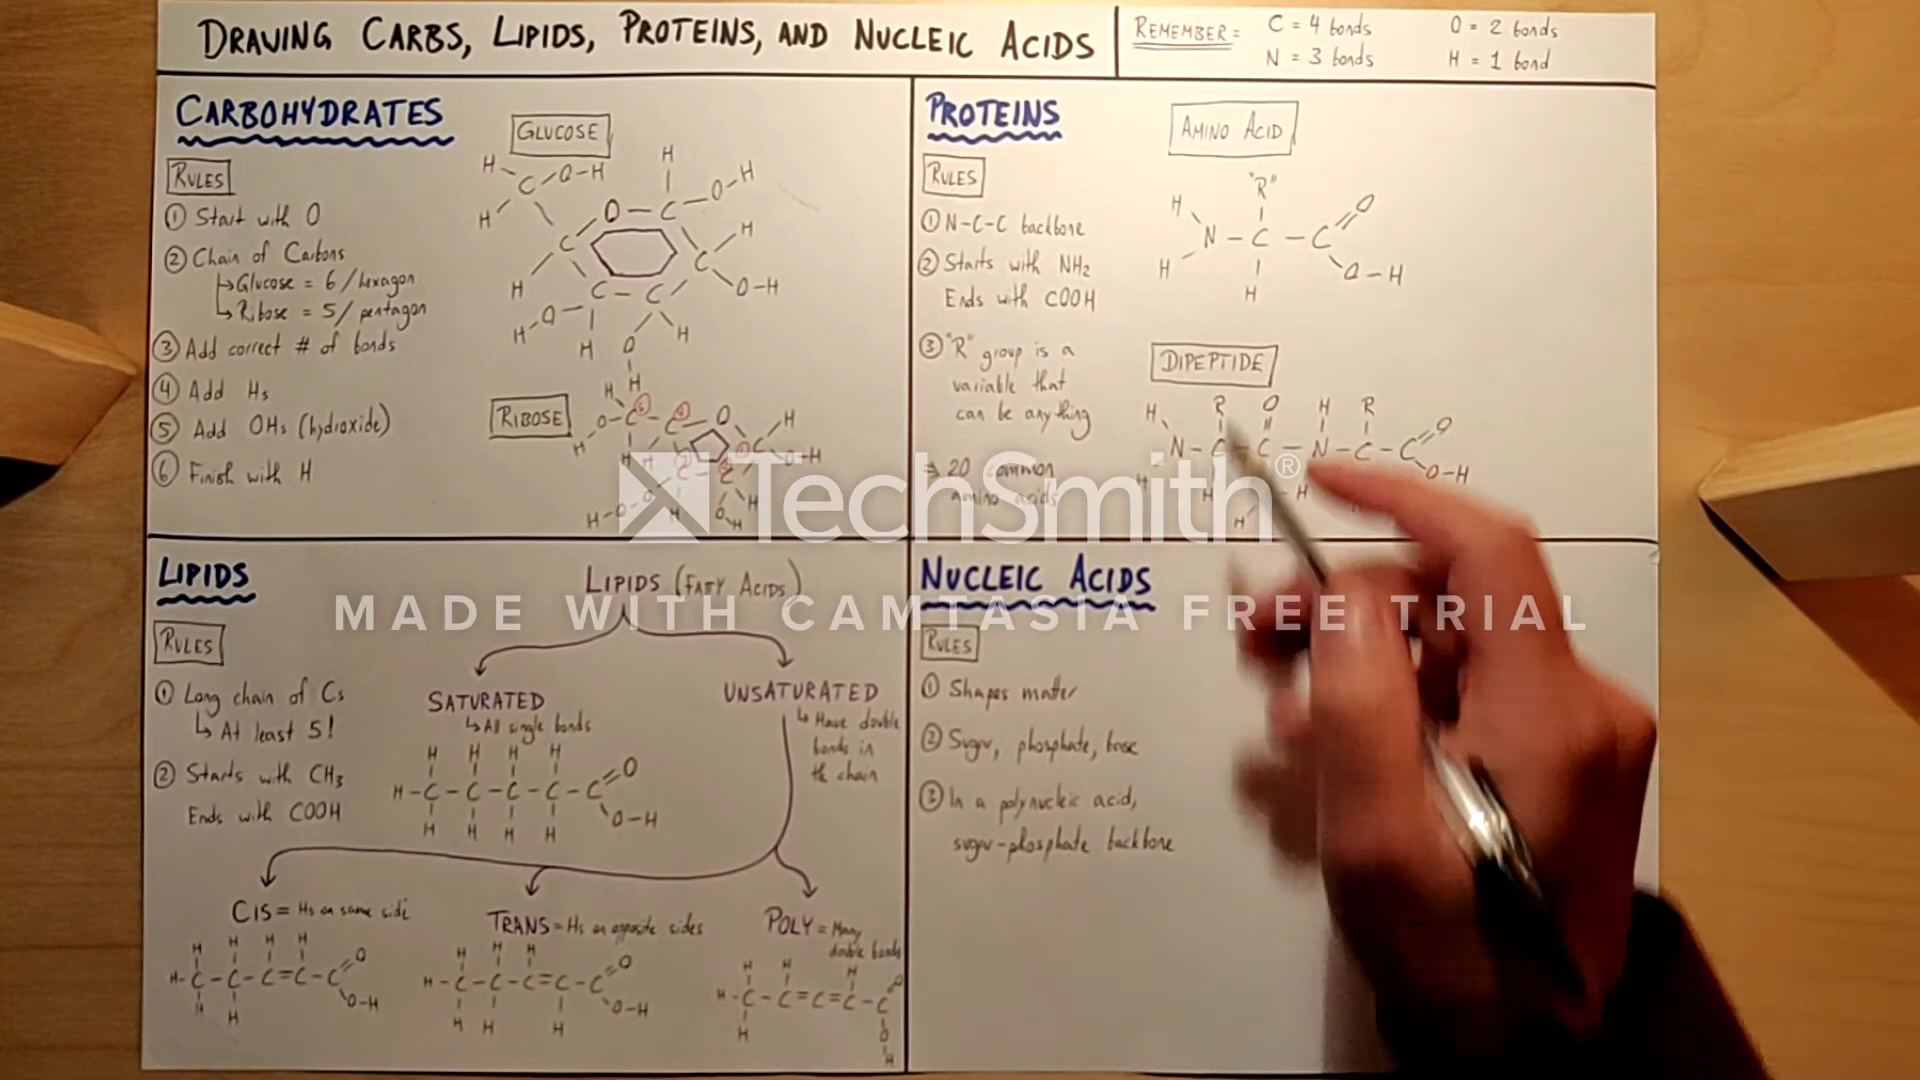 DRAWING CARBS, LIPIDS, PROTEINS, AND NUCLEIC ACIDS
REMEMBER = C = 4 bonds O = 2 bonds
N = 3 bonds H = 1 bond
CARBOHYDRATES
RULES
① Start with O
② Chain of Carbons
↳ Glucose = 6 / hexagon
↳ Ribose = 5 / pentagon
③ Add correct # of bonds
④ Add Hs
⑤ Add OHs (hydroxide)
⑥ Finish with H
GLUCOSE
RIBOSE
PROTEINS
RULES
① N-C-C backbone
② Starts with NH2
Ends with COOH
③ "R" group is a
variable that
can be anything
20 common
amino acids
AMINO ACID
"R"
H
N - C - C
O
H
H
O - H
DIPEPTIDE
H R O H R
N - C - C - N - C - C
O
O - H
TechSmith®
MADE WITH CAMTASIA FREE TRIAL
LIPIDS
RULES
① Long chain of Cs
↳ At least 5!
② Starts with CH3
Ends with COOH
LIPIDS (FATY ACIDS)
SATURATED
↳ All single bonds
H H H H
H - C - C - C - C - C
O
O - H
H H H H
UNSATURATED
↳ Have double
bonds in
the chain
CIS = Hs on same side
H H H H
H - C - C - C = C - C
O
O - H
H
H
TRANS = Hs on opposite sides
H H H
H - C - C - C = C - C
O
O - H
H H H
POLY = Many
double bonds
H H H
H - C - C = C = C - C
O
O
H
H
NUCLEIC ACIDS
RULES
① Shapes matter
② Sugar, phosphate, base
③ In a polynucleic acid,
sugar-phosphate backbone